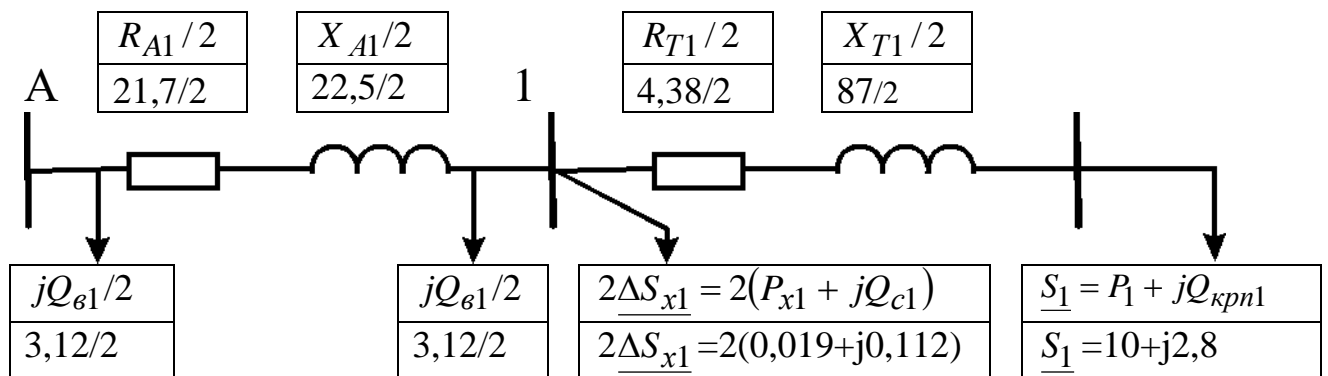 R_A1/2
X_A1/2
R_T1/2
X_T1/2
21,7/2
22,5/2
4,38/2
87/2
A
1
jQ_в1/2
jQ_в1/2
2ΔS_x1 = 2(P_x1 + jQ_c1)
S_1 = P_1 + jQ_крп1
3,12/2
3,12/2
2ΔS_x1 =2(0,019+j0,112)
S_1 =10+j2,8